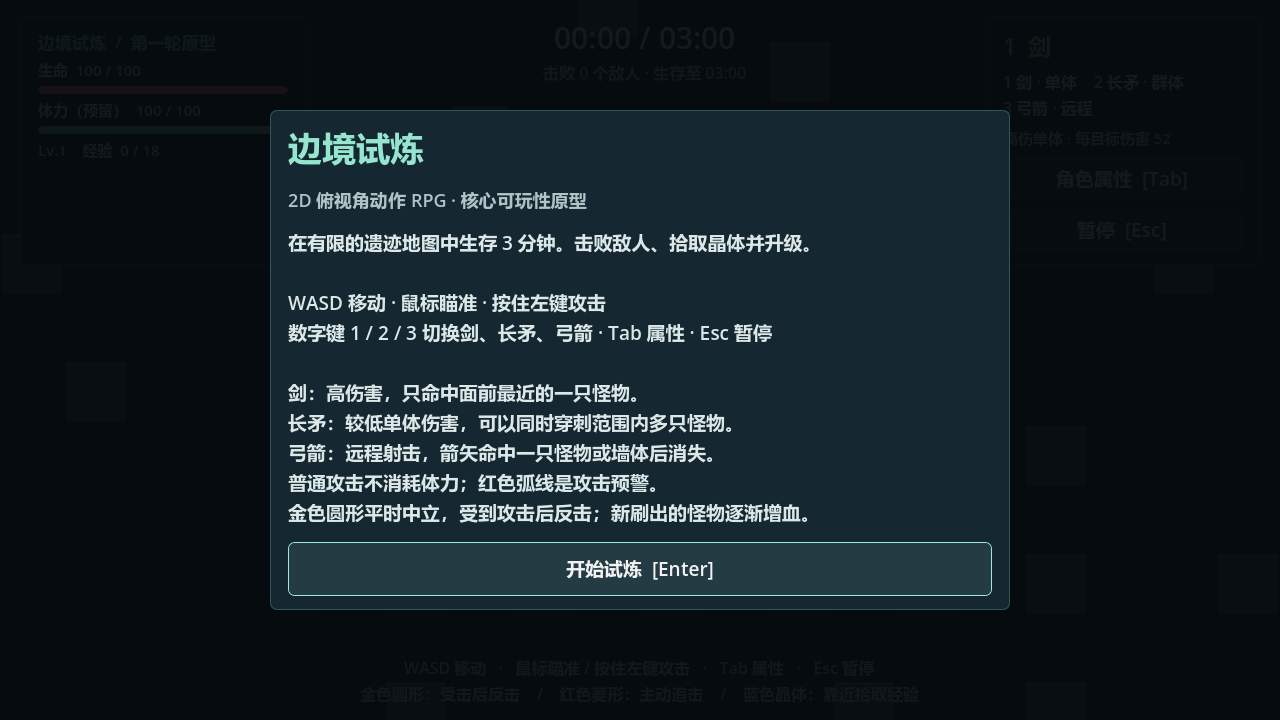 边境试炼 / 第一轮原型
生命 100 / 100
体力（预留） 100 / 100
Lv.1 经验 0 / 18
00:00 / 03:00
击败 0 个敌人 · 生存至 03:00
1 剑
1 剑 · 单体 2 长矛 · 群体
3 弓箭 · 远程
高伤单体 · 每目标伤害 52
角色属性 [Tab]
暂停 [Esc]
边境试炼
2D 俯视角动作 RPG · 核心可玩性原型
在有限的遗迹地图中生存 3 分钟。击败敌人、拾取晶体并升级。
WASD 移动 · 鼠标瞄准 · 按住左键攻击
数字键 1 / 2 / 3 切换剑、长矛、弓箭 · Tab 属性 · Esc 暂停
剑：高伤害，只命中面前最近的一只怪物。
长矛：较低单体伤害，可以同时穿刺范围内多只怪物。
弓箭：远程射击，箭矢命中一只怪物或墙体后消失。
普通攻击不消耗体力；红色弧线是攻击预警。
金色圆形平时中立，受到攻击后反击；新刷出的怪物逐渐增血。
开始试炼 [Enter]
WASD 移动 · 鼠标瞄准 / 按住左键攻击 · Tab 属性 · Esc 暂停
金色圆形：受击后反击 / 红色菱形：主动追击 / 蓝色晶体：靠近拾取经验